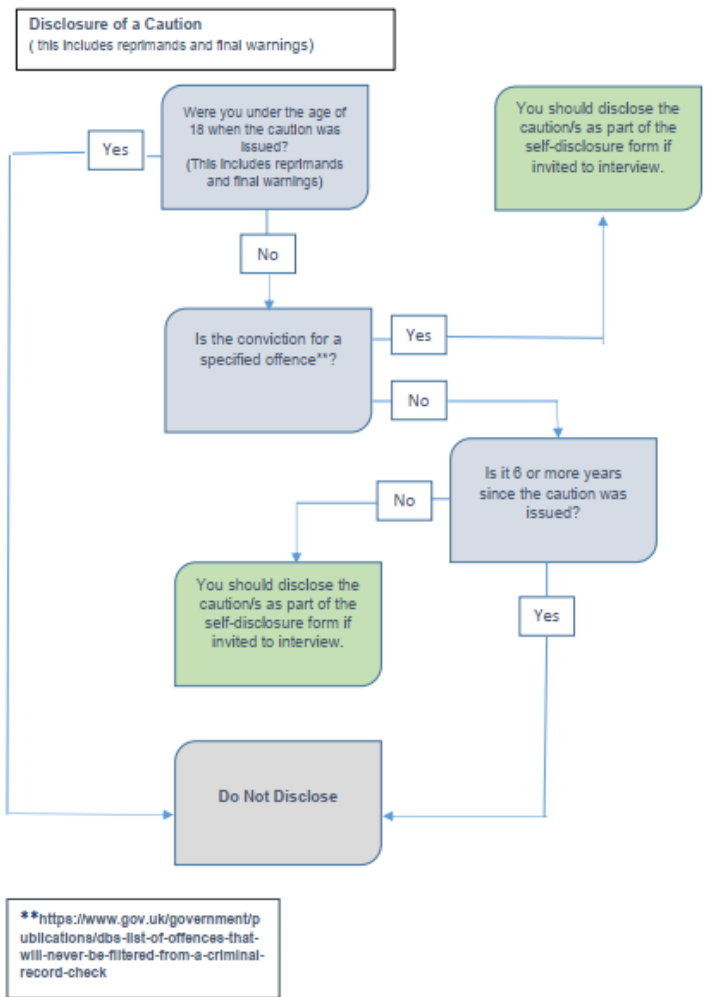 Disclosure of a Caution
( this includes reprimands and final warnings)
Were you under the age of
18 when the caution was
issued?
(This includes reprimands
and final warnings)
You should disclose the
caution/s as part of the
self-disclosure form if
invited to interview.
Yes
No
Is the conviction for a
specified offence**?
Yes
No
Is it 6 or more years
since the caution was
issued?
No
You should disclose the
caution/s as part of the
self-disclosure form if
invited to interview.
Yes
Do Not Disclose
**https://www.gov.uk/government/p
ublications/dbs-list-of-offences-that-
will-never-be-filtered-from-a-criminal-
record-check